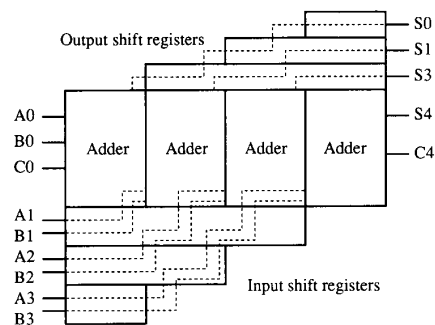 Output shift registers
S0
S1
S3
S4
C4
A0
B0
C0
Adder Adder Adder Adder
A1
B1
A2
B2
A3
B3
Input shift registers